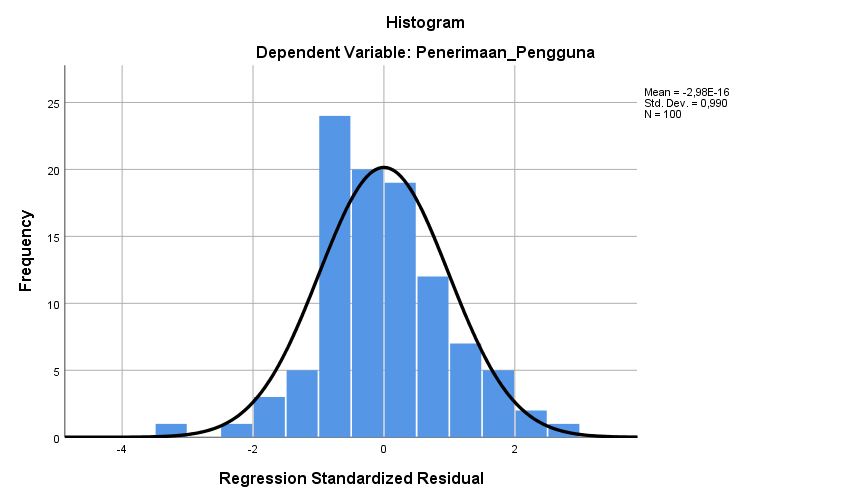 Histogram
Dependent Variable: Penerimaan_Pengguna
Mean = -2,98E-16
Std. Dev. = 0,990
N = 100
Frequency
25
20
15
10
5
0
-4
-2
0
2
Regression Standardized Residual